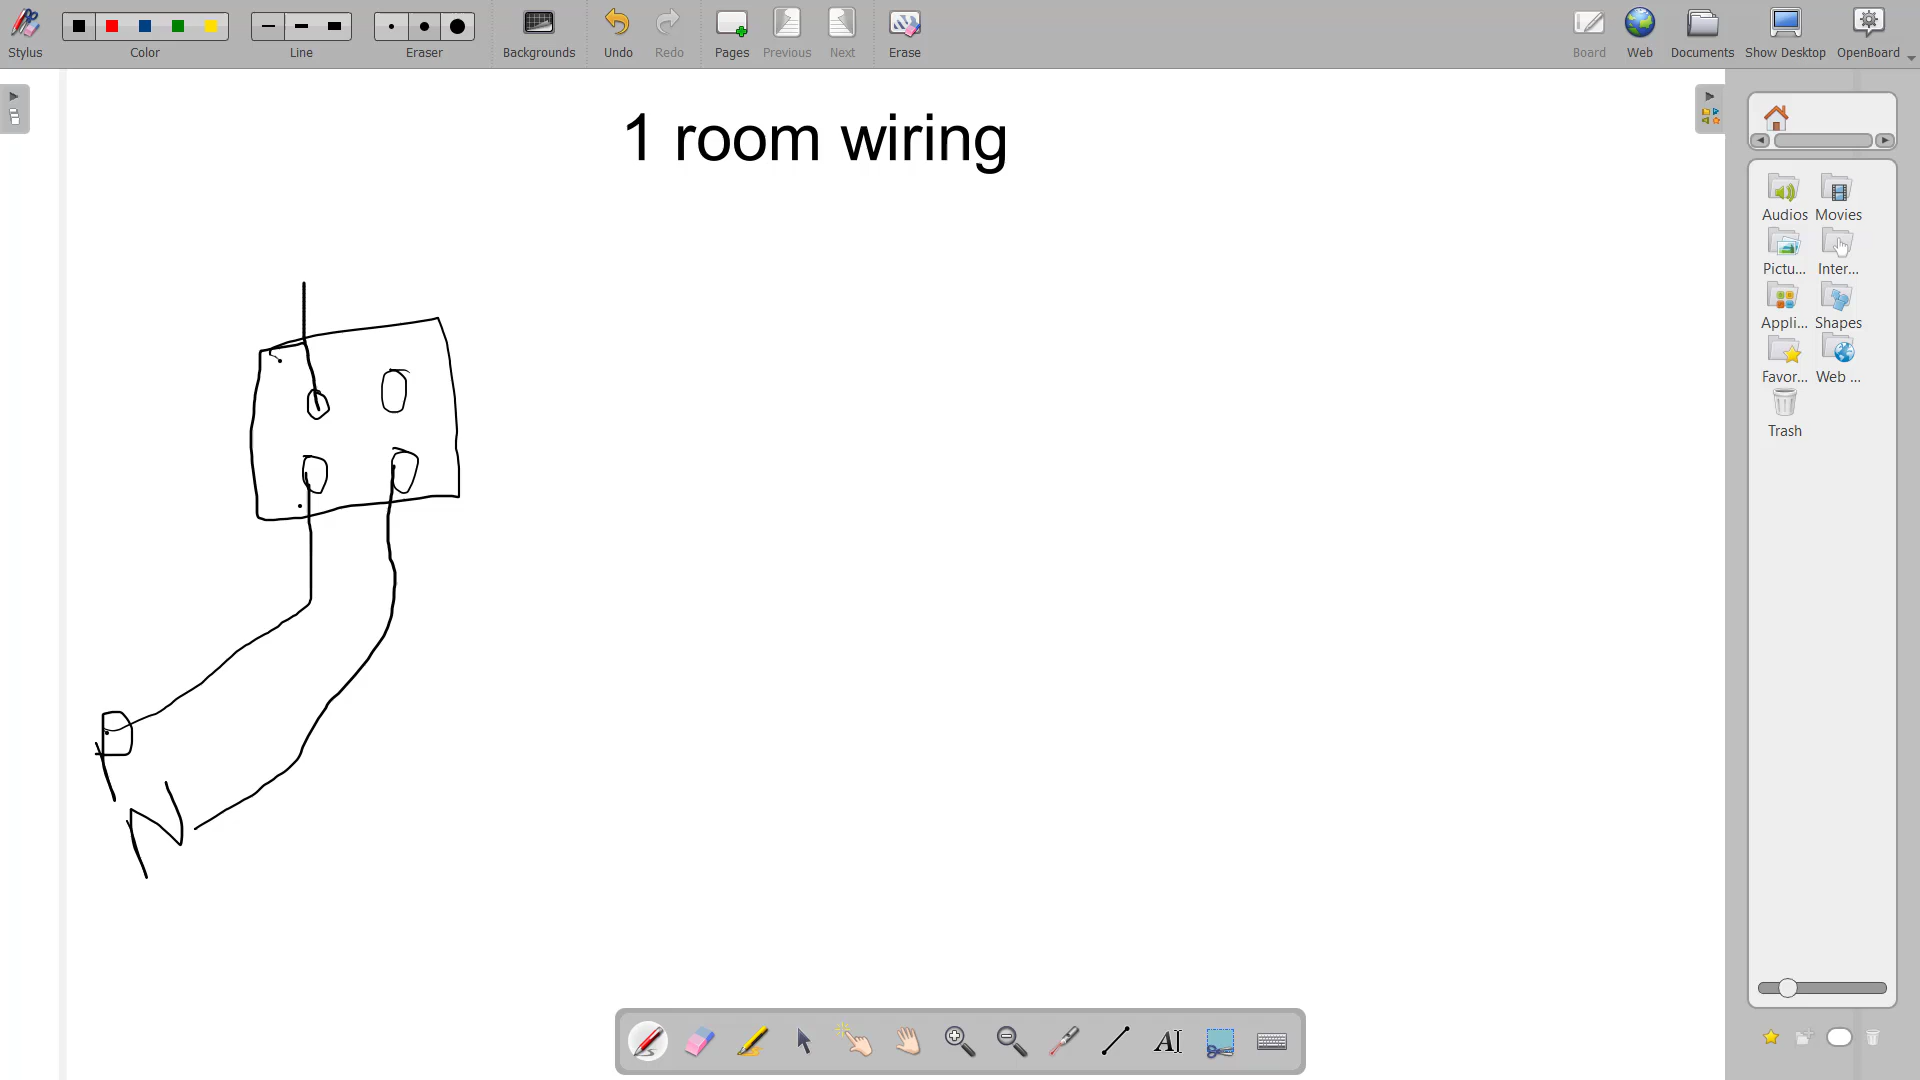 Stylus Color Line Eraser Backgrounds Undo Redo Pages Previous Next Erase Board Web Documents Show Desktop OpenBoard
1 room wiring
Audios Movies
Pictu... Inter...
Appli... Shapes
Favor... Web ...
Trash
P
N
A